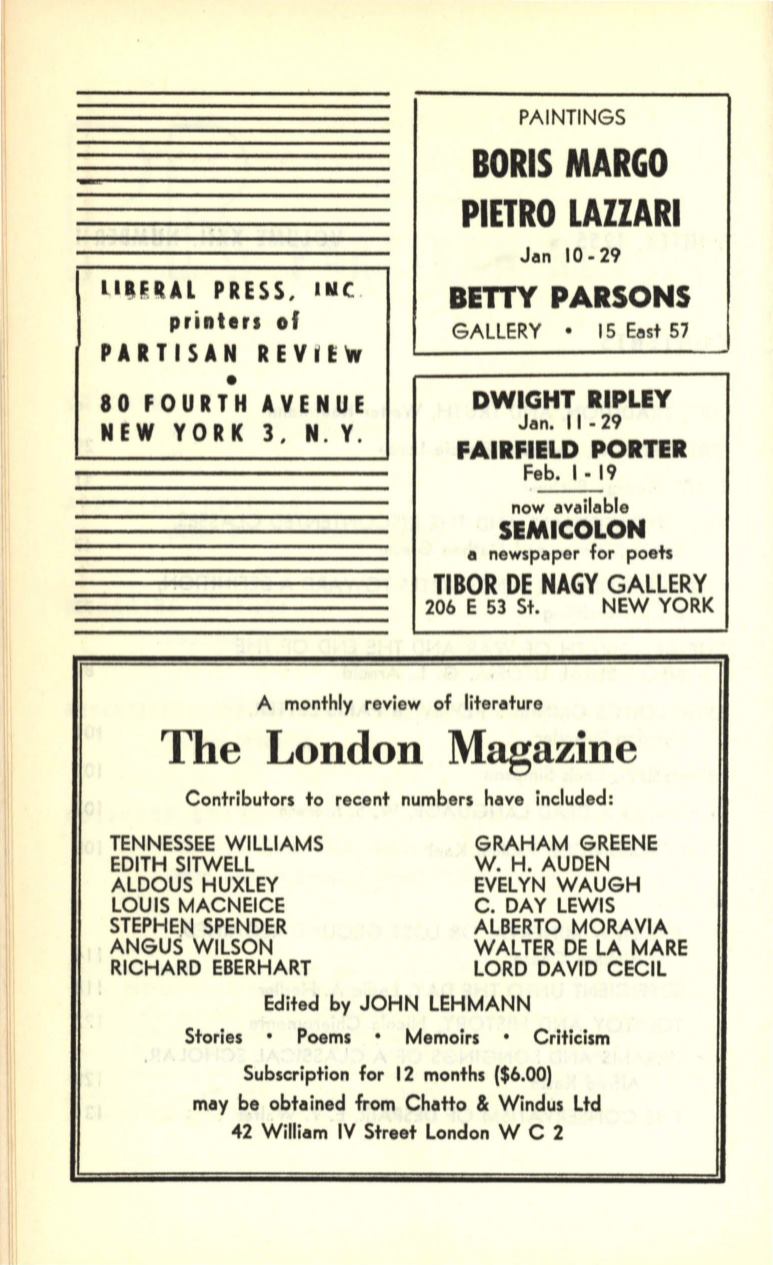 LIBERAL PRESS, INC.
printers of
PARTISAN REVIEW
•
80 FOURTH AVENUE
NEW YORK 3, N. Y.
PAINTINGS
BORIS MARGO
PIETRO LAZZARI
Jan 10-29
BETTY PARSONS
GALLERY • 15 East 57
DWIGHT RIPLEY
Jan. 11-29
FAIRFIELD PORTER
Feb. 1-19
now available
SEMICOLON
a newspaper for poets
TIBOR DE NAGY GALLERY
206 E 53 St. NEW YORK
A monthly review of literature
The London Magazine
Contributors to recent numbers have included:
TENNESSEE WILLIAMS
EDITH SITWELL
ALDOUS HUXLEY
LOUIS MACNEICE
STEPHEN SPENDER
ANGUS WILSON
RICHARD EBERHART
GRAHAM GREENE
W. H. AUDEN
EVELYN WAUGH
C. DAY LEWIS
ALBERTO MORAVIA
WALTER DE LA MARE
LORD DAVID CECIL
Edited by JOHN LEHMANN
Stories • Poems • Memoirs • Criticism
Subscription for 12 months ($6.00)
may be obtained from Chatto & Windus Ltd
42 William IV Street London W C 2